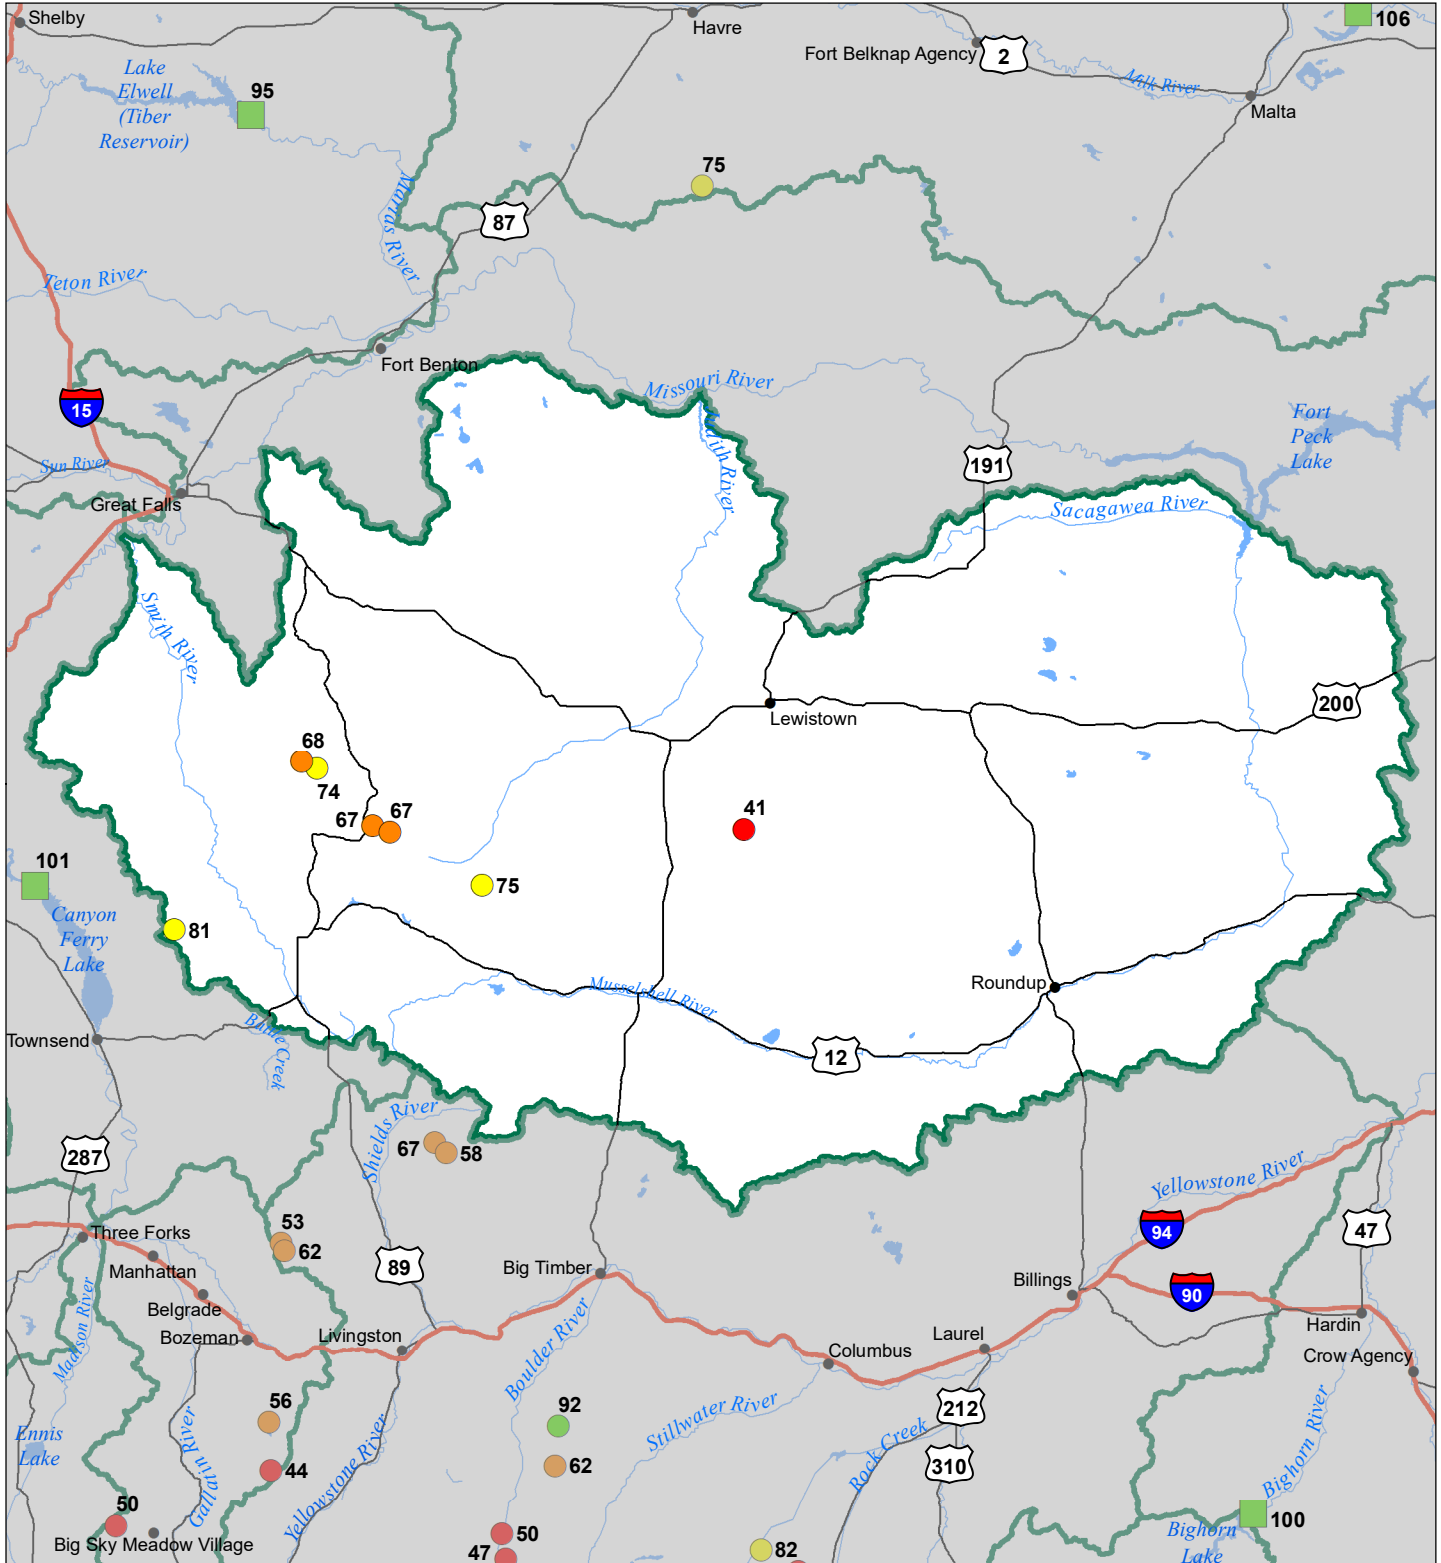 Shelby
Havre
106
Fort Belknap Agency
2
Lake
Elwell
(Tiber
Reservoir)
95
Milk River
Malta
75
Marias River
87
Teton River
Fort Benton
Missouri River
15
Judith River
Fort
Peck
Lake
Sun River
191
Great Falls
Sacagawea River
Smith River
200
Lewistown
68
74
67
67
41
101
75
Canyon
Ferry
Lake
81
Musselshell River
Roundup
Battle Creek
Townsend
12
Shields River
287
67
58
Yellowstone River
53
62
Three Forks
94
47
Manhattan
89
Big Timber
Billings
90
Belgrade
Madison River
Boulder River
Hardin
Bozeman
Livingston
Laurel
Columbus
Crow Agency
56
92
Stillwater River
212
Ennis
Lake
Gallatin River
44
Yellowstone River
62
Rock Creek
310
Bighorn River
50
50
100
Big Sky Meadow Village
47
82
Bighorn
Lake